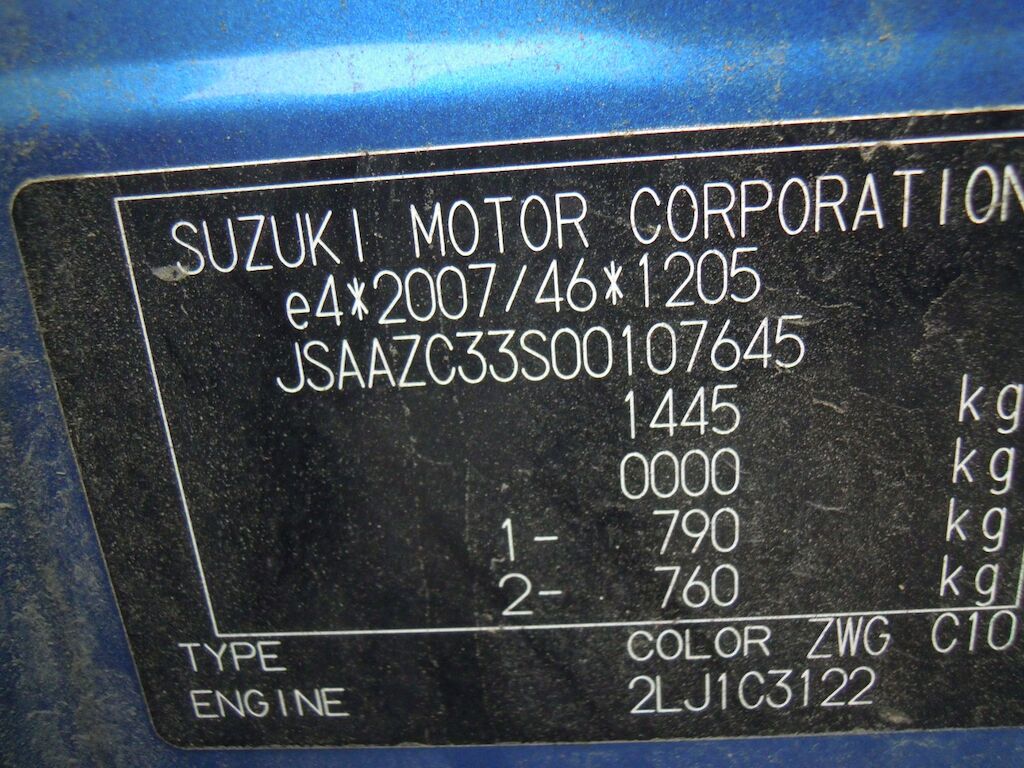 SUZUKI MOTOR CORPORATION
e4*2007/46*1205
JSAAZC33S00107645
1445 kg
0000 kg
1- 790 kg
2- 760 kg
TYPE COLOR ZWG C10
ENGINE 2LJ1C3122